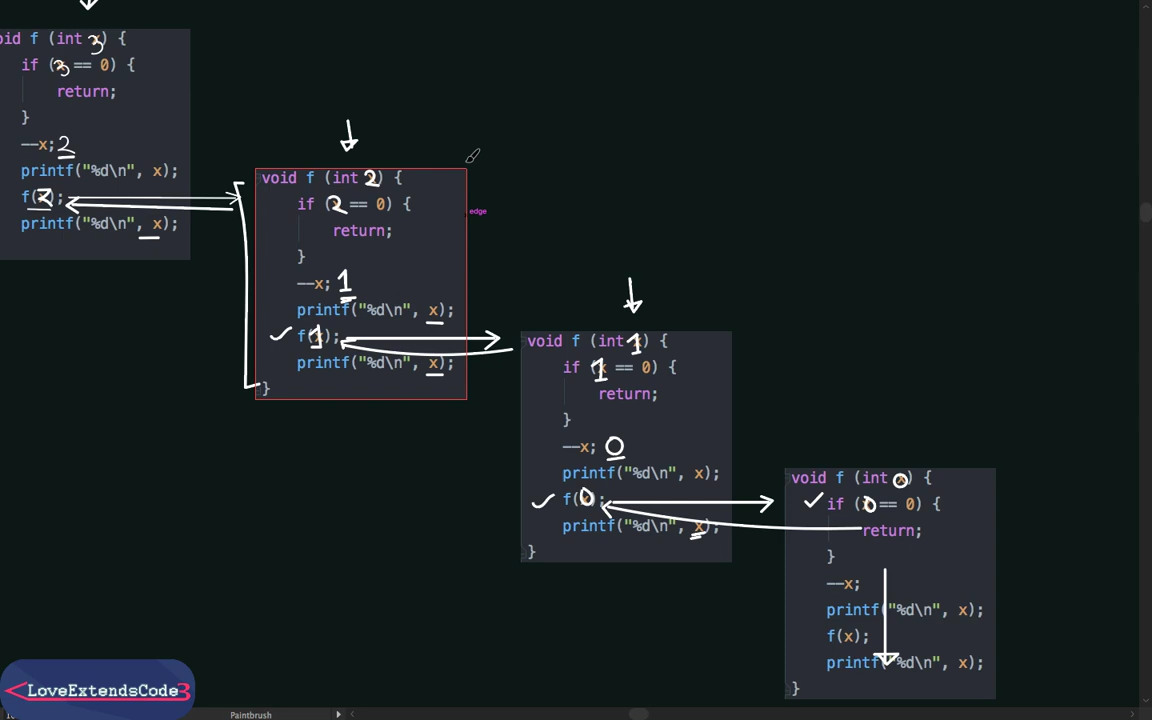 oid f (int 3) {
if (3 == 0) {
return;
}
--x; 2
printf("%d\n", x);
f(2);
printf("%d\n", x);
void f (int 2) {
if (2 == 0) {
return;
}
--x; 1
printf("%d\n", x);
f(1);
printf("%d\n", x);
}
edge
void f (int 1) {
if (1 == 0) {
return;
}
--x; 0
printf("%d\n", x);
f(0);
printf("%d\n", x);
}
void f (int 0) {
if (0 == 0) {
return;
}
--x;
printf("%d\n", x);
f(x);
printf("%d\n", x);
}
<LoveExtendsCode3
Paintbrush